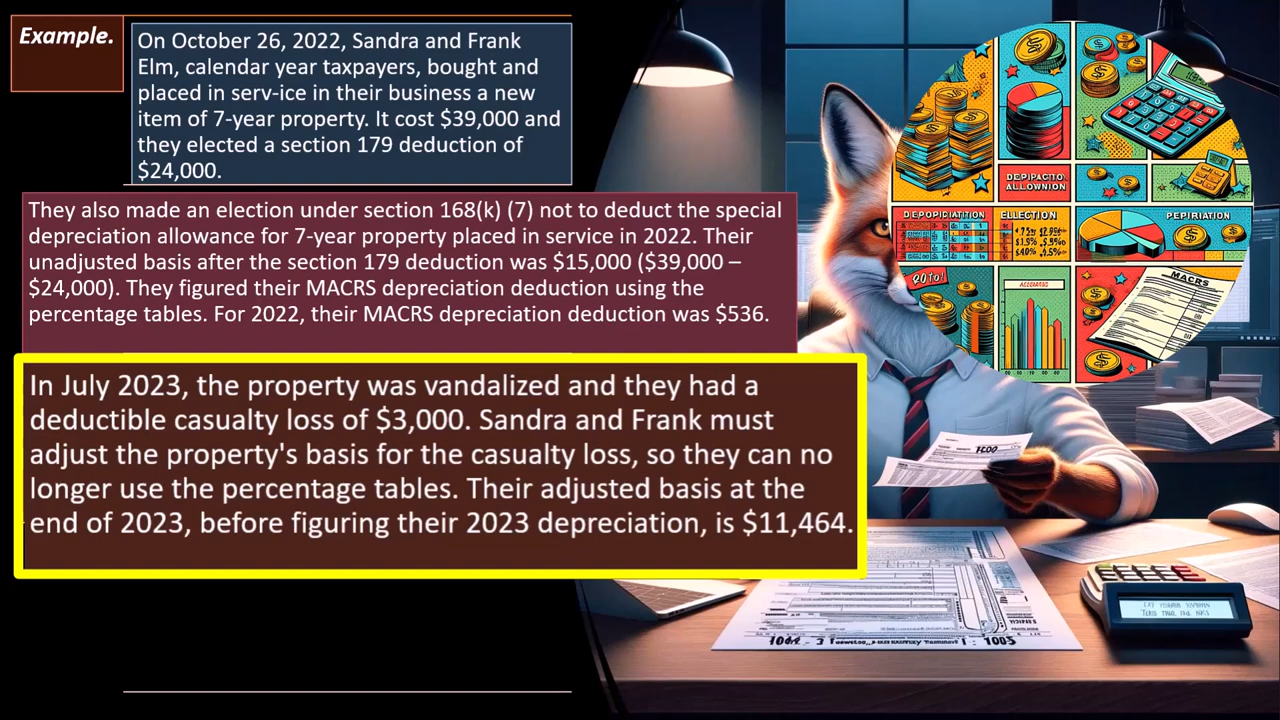 Example.
On October 26, 2022, Sandra and Frank
Elm, calendar year taxpayers, bought and
placed in serv-ice in their business a new
item of 7-year property. It cost $39,000 and
they elected a section 179 deduction of
$24,000.
They also made an election under section 168(k) (7) not to deduct the special
depreciation allowance for 7-year property placed in service in 2022. Their
unadjusted basis after the section 179 deduction was $15,000 ($39,000 –
$24,000). They figured their MACRS depreciation deduction using the
percentage tables. For 2022, their MACRS depreciation deduction was $536.
In July 2023, the property was vandalized and they had a
deductible casualty loss of $3,000. Sandra and Frank must
adjust the property's basis for the casualty loss, so they can no
longer use the percentage tables. Their adjusted basis at the
end of 2023, before figuring their 2023 depreciation, is $11,464.
DEPIPACTO
ALLOWNION
DEPOPICIATITION
ELLECTION
PEPIRIATION
MACRS